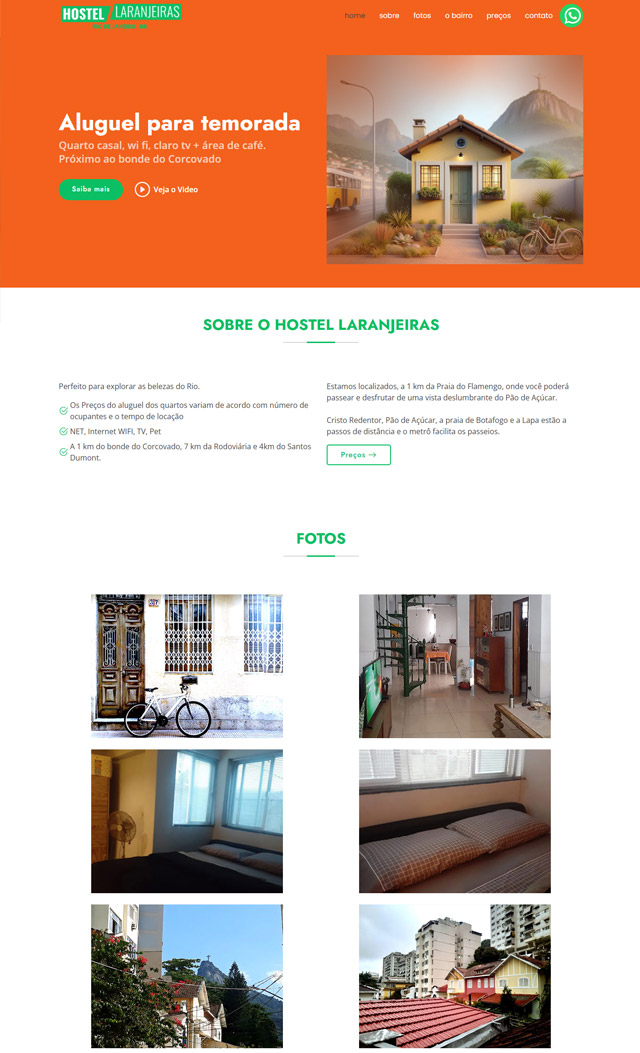 HOSTEL LARANJEIRAS
home sobre fotos o bairro preços contato
Aluguel para temorada
Quarto casal, wi fi, claro tv + área de café.
Próximo ao bonde do Corcovado
Saiba mais Veja o Video
SOBRE O HOSTEL LARANJEIRAS
Perfeito para explorar as belezas do Rio.
Os Preços do aluguel dos quartos variam de acordo com número de
ocupantes e o tempo de locação
NET, Internet WIFI, TV, Pet
A 1 km do bonde do Corcovado, 7 km da Rodoviária e 4km do Santos
Dumont.
Estamos localizados, a 1 km da Praia do Flamengo, onde você poderá
passear e desfrutar de uma vista deslumbrante do Pão de Açúcar.
Cristo Redentor, Pão de Açúcar, a praia de Botafogo e a Lapa estão a
passos de distância e o metrô facilita os passeios.
Preços
FOTOS